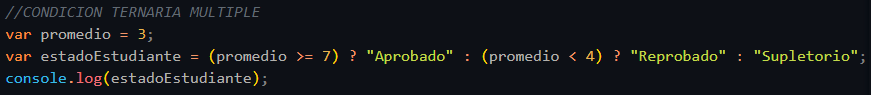 //CONDICION TERNARIA MULTIPLE
var promedio = 3;
var estadoEstudiante = (promedio >= 7) ? "Aprobado" : (promedio < 4) ? "Reprobado" : "Supletorio";
console.log(estadoEstudiante);